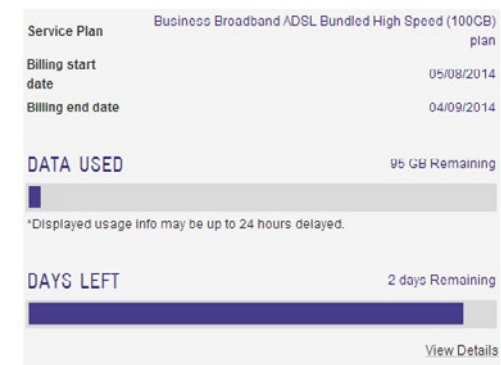 Service Plan
Business Broadband ADSL Bundled High Speed (100GB)
plan
Billing start
date
05/08/2014
Billing end date
04/09/2014
DATA USED
95 GB Remaining
*Displayed usage info may be up to 24 hours delayed.
DAYS LEFT
2 days Remaining
View Details